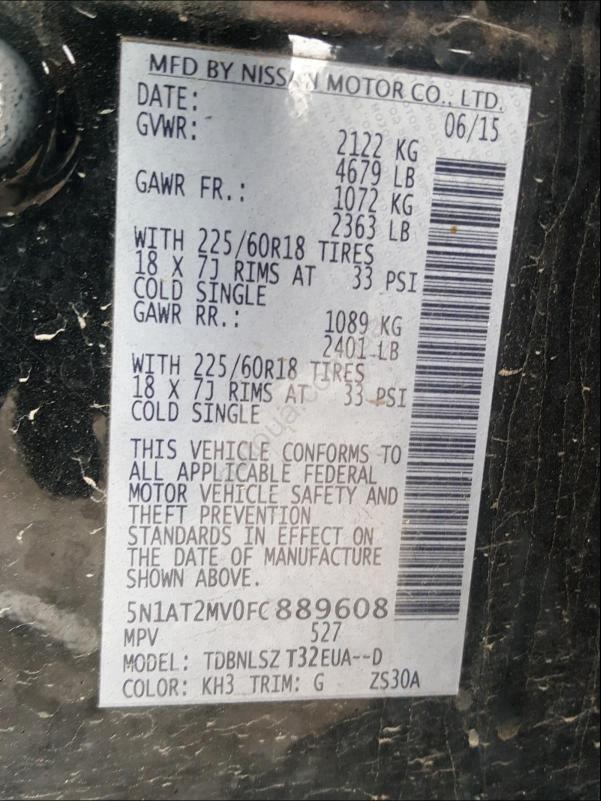 MFD BY NISSAN MOTOR CO., LTD.
DATE: 06/15
GVWR: 2122 KG
4679 LB
GAWR FR.: 1072 KG
2363 LB
WITH 225/60R18 TIRES
18 X 7J RIMS AT 33 PSI
COLD SINGLE
GAWR RR.: 1089 KG
2401 LB
WITH 225/60R18 TIRES
18 X 7J RIMS AT 33 PSI
COLD SINGLE
THIS VEHICLE CONFORMS TO
ALL APPLICABLE FEDERAL
MOTOR VEHICLE SAFETY AND
THEFT PREVENTION
STANDARDS IN EFFECT ON
THE DATE OF MANUFACTURE
SHOWN ABOVE.
5N1AT2MV0FC889608
MPV 527
MODEL: TDBNLSZ T32EUA--D
COLOR: KH3 TRIM: G ZS30A